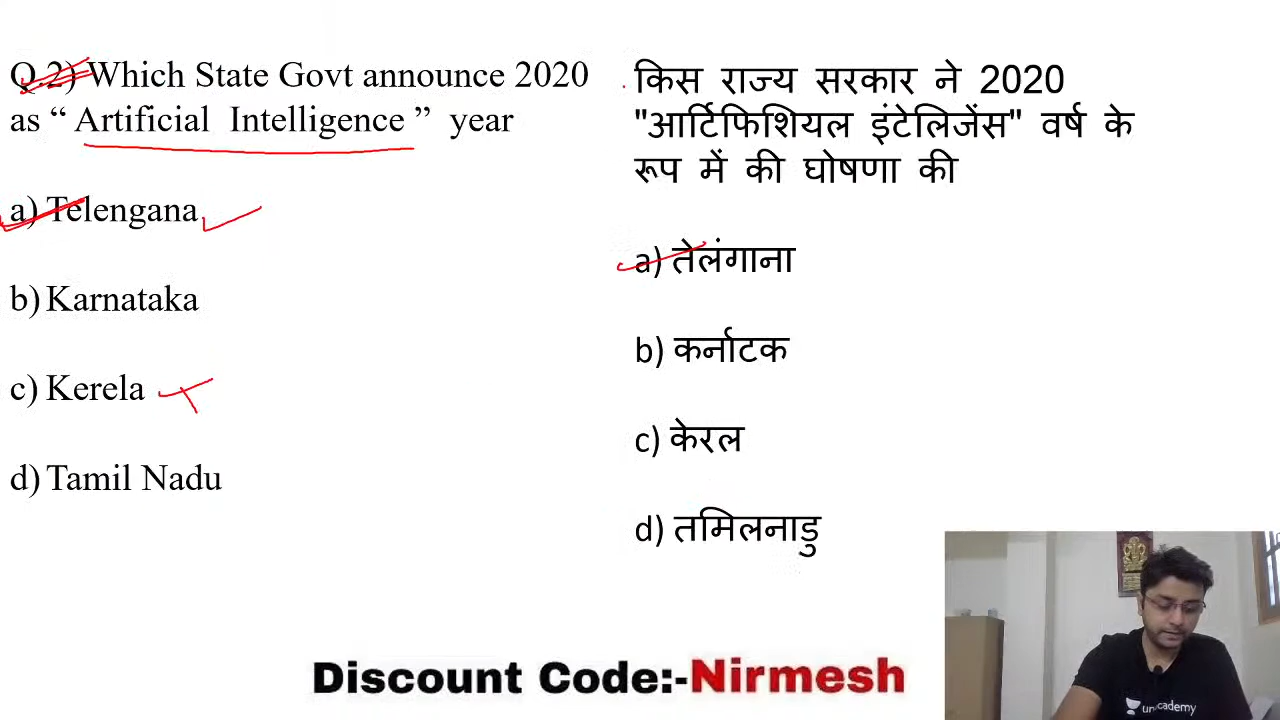 Q.2) Which State Govt announce 2020
as “ Artificial Intelligence ” year
a) Telengana
b) Karnataka
c) Kerela
d) Tamil Nadu
किस राज्य सरकार ने 2020
"आर्टिफिशियल इंटेलिजेंस" वर्ष के
रूप में की घोषणा की
a) तेलंगाना
b) कर्नाटक
c) केरल
d) तमिलनाडु
unacademy
Discount Code:-Nirmesh